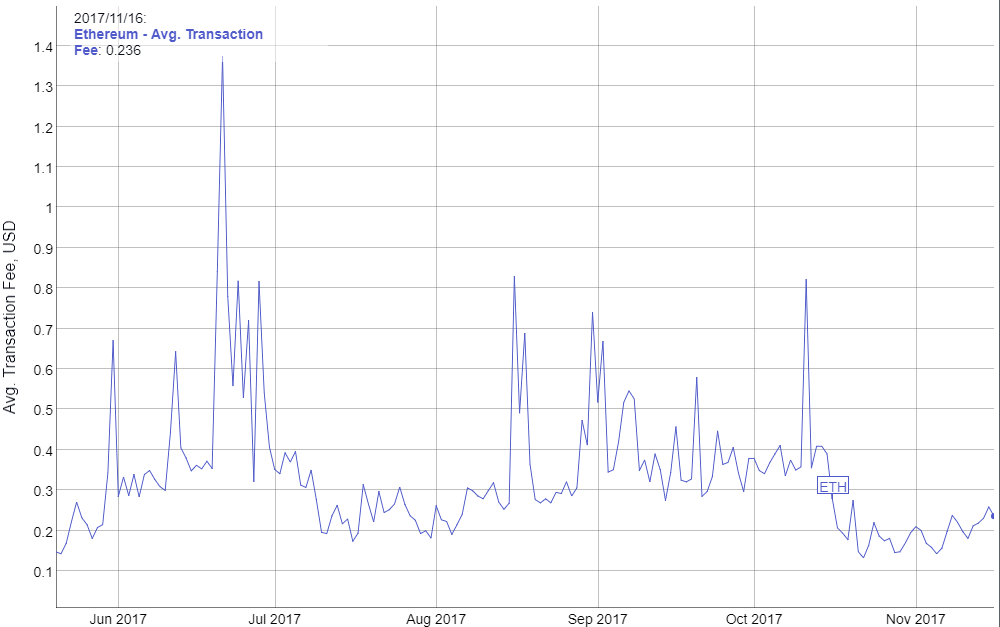 2017/11/16:
Ethereum - Avg. Transaction
Fee: 0.236
1.4
1.3
1.2
1.1
1
0.9
0.8
0.7
0.6
0.5
0.4
0.3
0.2
0.1
Avg. Transaction Fee, USD
ETH
Jun 2017
Jul 2017
Aug 2017
Sep 2017
Oct 2017
Nov 2017